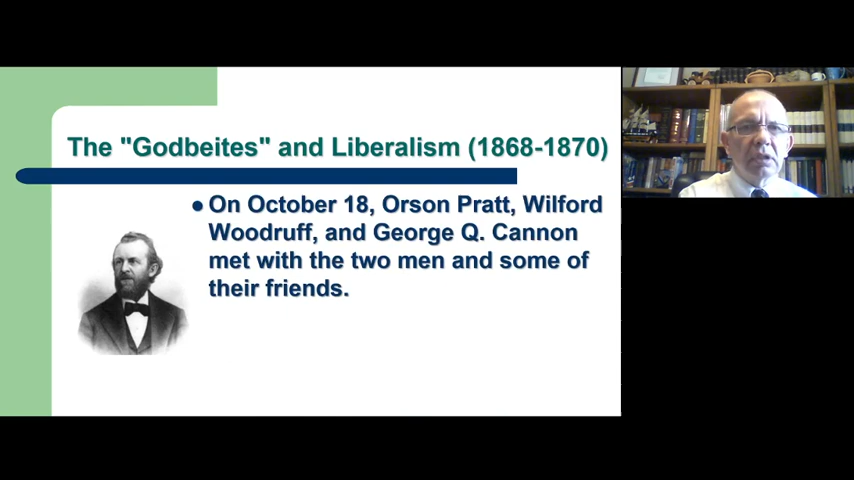 The "Godbeites" and Liberalism (1868-1870)
● On October 18, Orson Pratt, Wilford
Woodruff, and George Q. Cannon
met with the two men and some of
their friends.